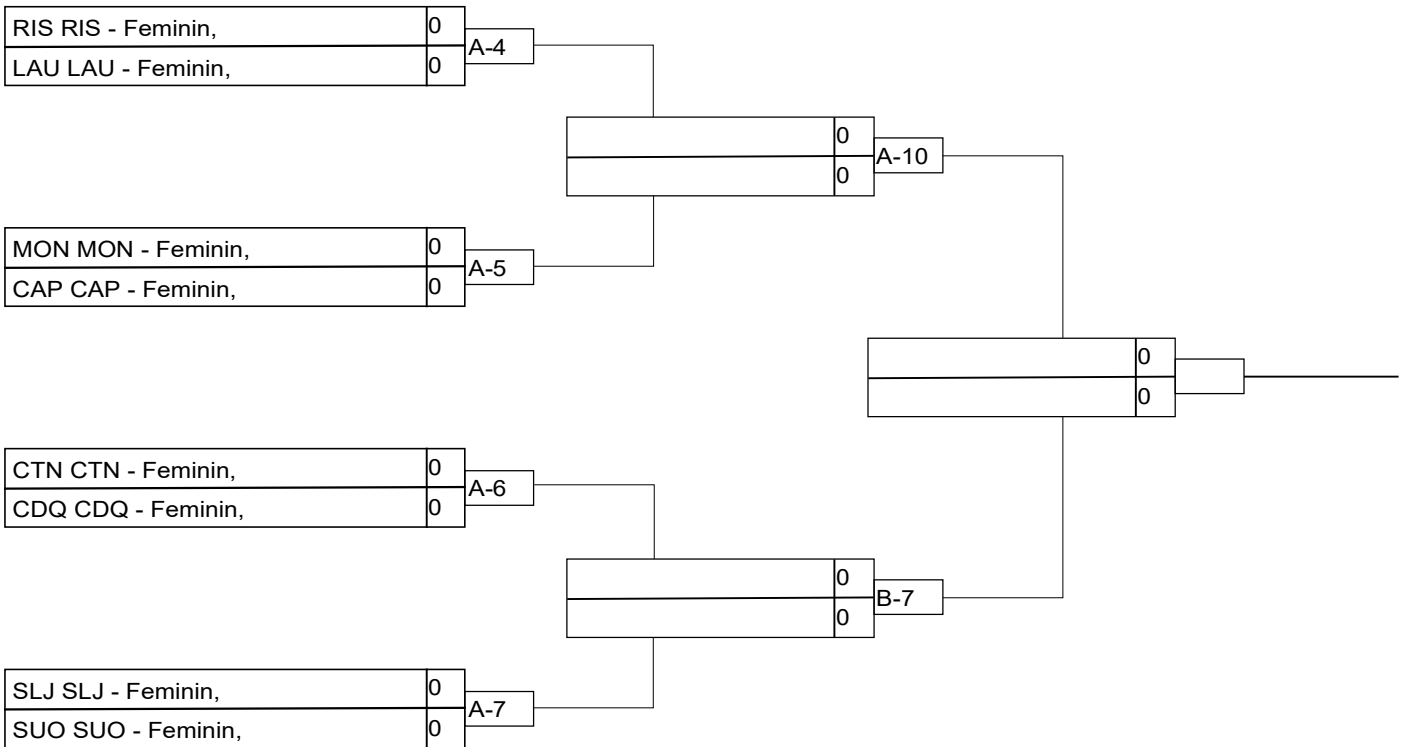 RIS RIS - Feminin, 0
A-4
LAU LAU - Feminin, 0
0
A-10
0
MON MON - Feminin, 0
A-5
CAP CAP - Feminin, 0
0
0
CTN CTN - Feminin, 0
A-6
CDQ CDQ - Feminin, 0
0
B-7
0
SLJ SLJ - Feminin, 0
A-7
SUO SUO - Feminin, 0